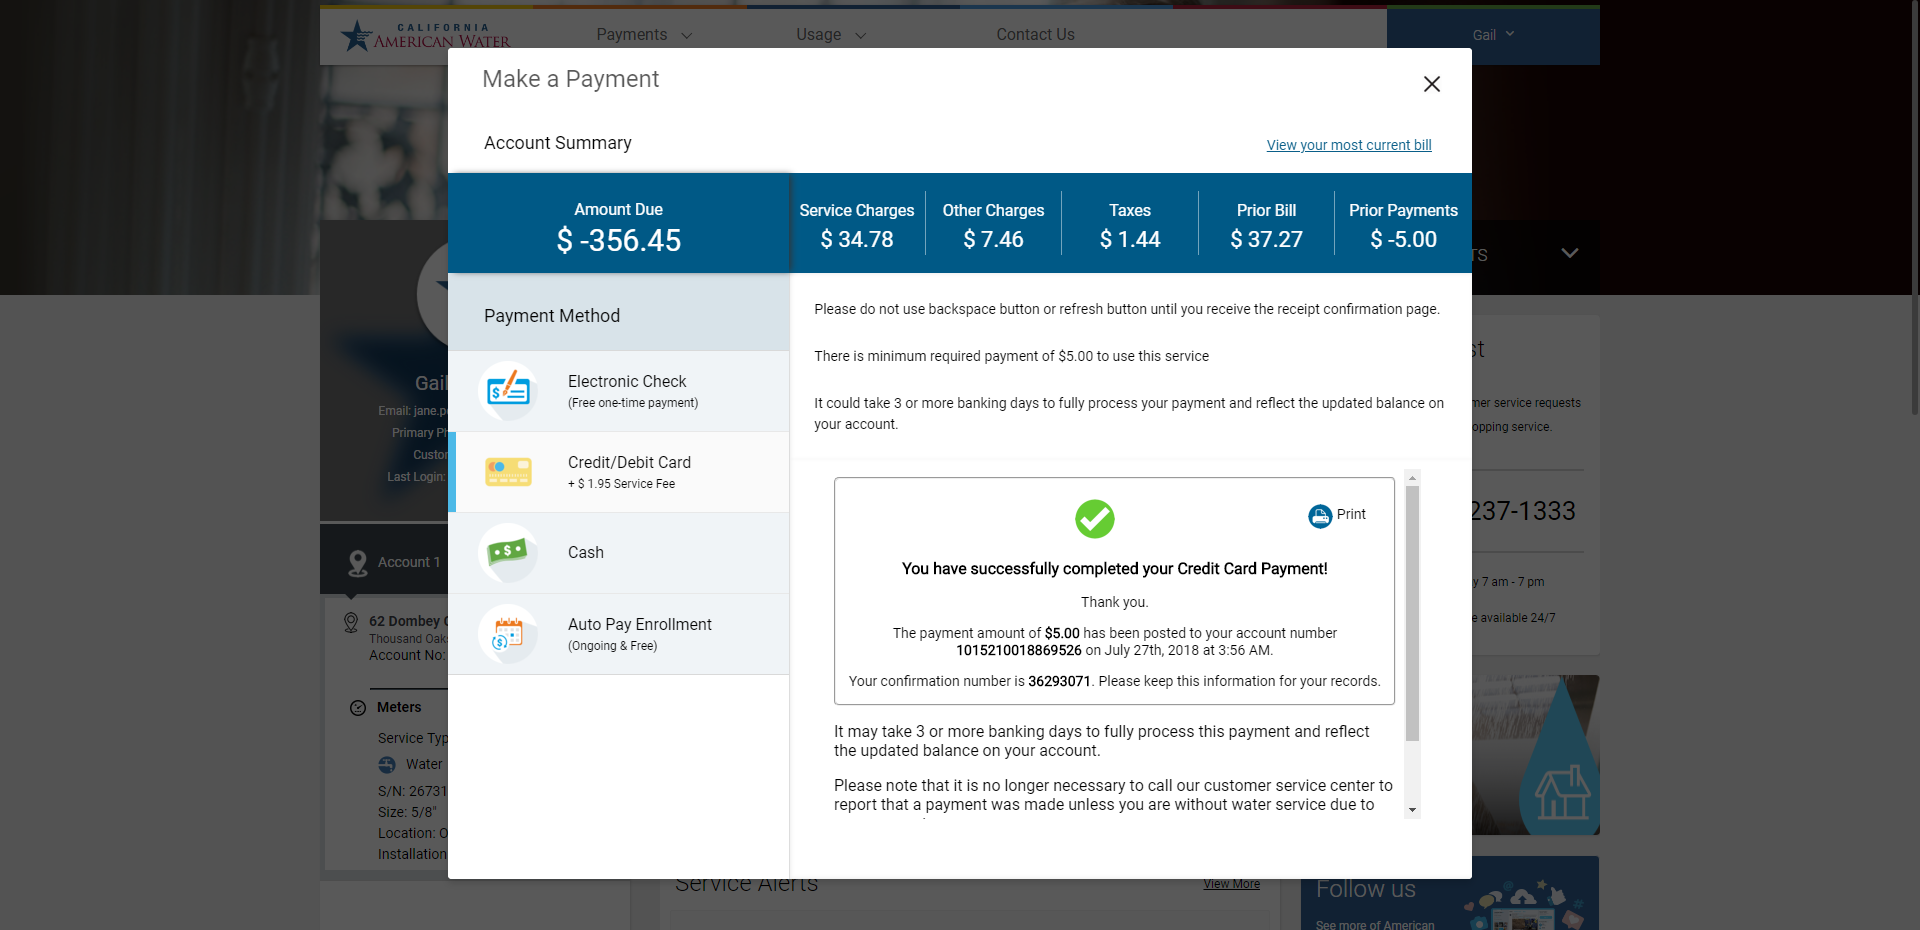 CALIFORNIA
AMERICAN WATER
Payments
Usage
Contact Us
Gail
Make a Payment
Account Summary
View your most current bill
Amount Due
$ -356.45
Service Charges
$ 34.78
Other Charges
$ 7.46
Taxes
$ 1.44
Prior Bill
$ 37.27
Prior Payments
$ -5.00
TS
Payment Method
Electronic Check
(Free one-time payment)
Credit/Debit Card
+ $ 1.95 Service Fee
Cash
Auto Pay Enrollment
(Ongoing & Free)
Please do not use backspace button or refresh button until you receive the receipt confirmation page.
There is minimum required payment of $5.00 to use this service
It could take 3 or more banking days to fully process your payment and reflect the updated balance on
your account.
Print
You have successfully completed your Credit Card Payment!
Thank you.
The payment amount of $5.00 has been posted to your account number
1015210018869526 on July 27th, 2018 at 3:56 AM.
Your confirmation number is 36293071. Please keep this information for your records.
It may take 3 or more banking days to fully process this payment and reflect
the updated balance on your account.
Please note that it is no longer necessary to call our customer service center to
report that a payment was made unless you are without water service due to
Gail
Email: jane.p
Primary Ph
Custom
Last Login:
Account 1
62 Dombey
Thousand Oak
Account No:
Meters
Service Typ
Water
S/N: 26731
Size: 5/8"
Location:
Installation
st
mer service requests
opping service.
237-1333
y 7 am - 7 pm
e available 24/7
Service Alerts
View More
Follow us
See more of American